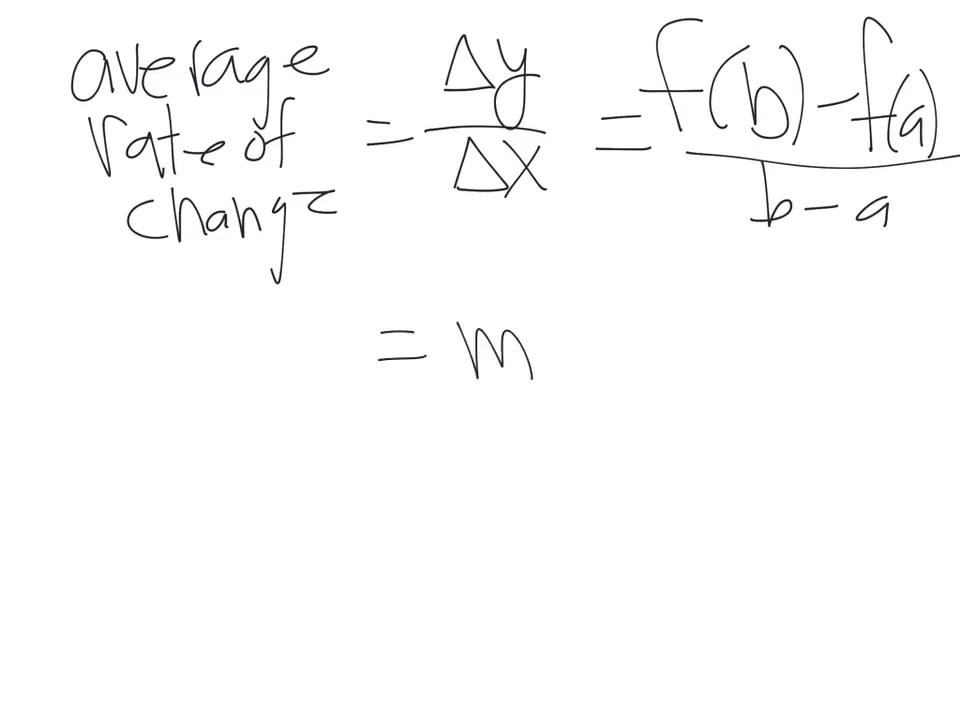 average rate of change = Δy/Δx = f(b) - f(a) / b - a
= m